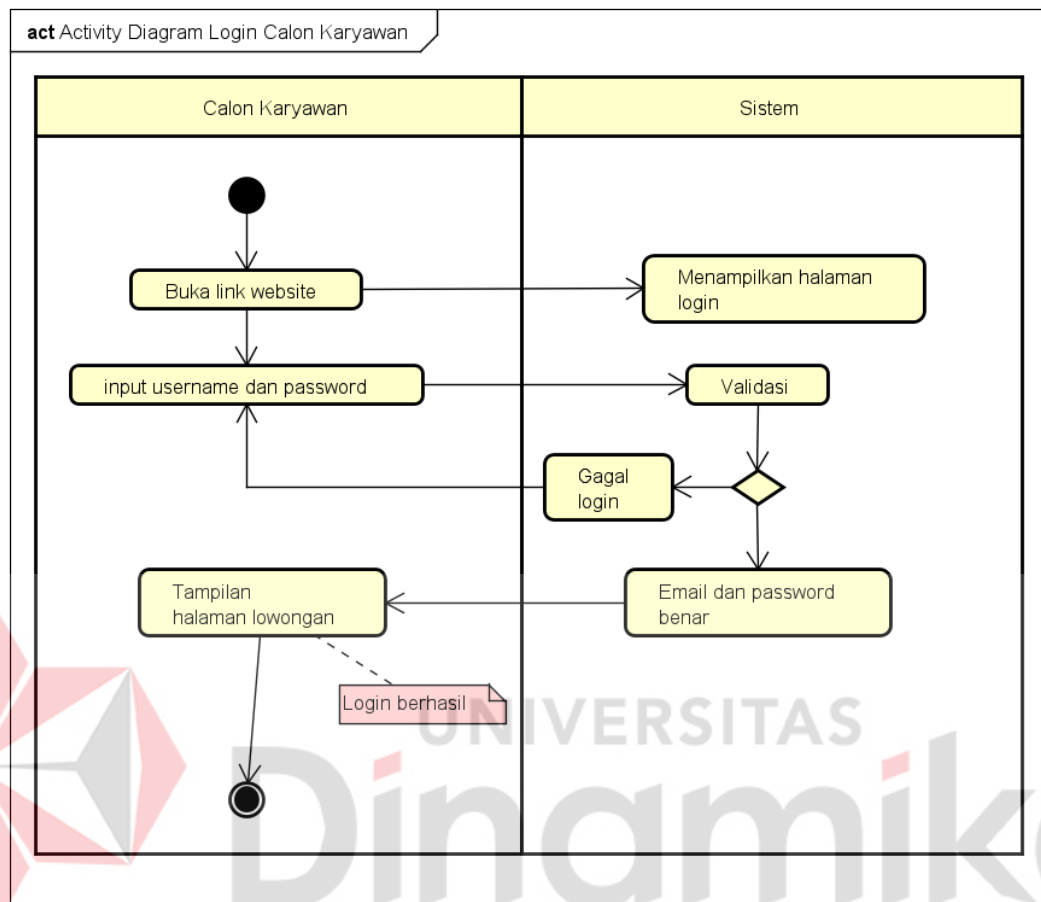 act Activity Diagram Login Calon Karyawan
Calon Karyawan
Sistem
Buka link website
Menampilkan halaman
login
input username dan password
Validasi
Gagal
login
Tampilan
halaman lowongan
Email dan password
benar
Login berhasil
UNIVERSITAS
Dinamika